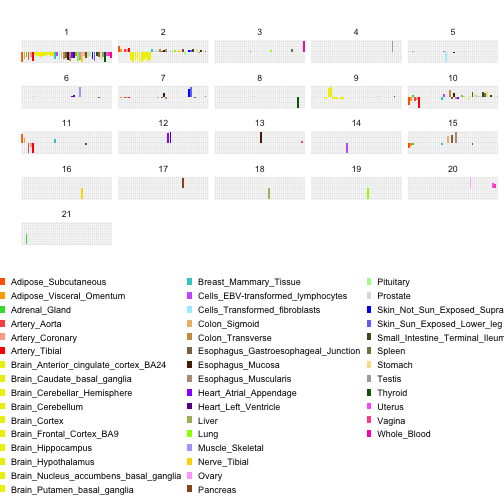 1 2 3 4 5
6 7 8 9 10
11 12 13 14 15
16 17 18 19 20
21
Adipose_Subcutaneous
Adipose_Visceral_Omentum
Adrenal_Gland
Artery_Aorta
Artery_Coronary
Artery_Tibial
Brain_Anterior_cingulate_cortex_BA24
Brain_Caudate_basal_ganglia
Brain_Cerebellar_Hemisphere
Brain_Cerebellum
Brain_Cortex
Brain_Frontal_Cortex_BA9
Brain_Hippocampus
Brain_Hypothalamus
Brain_Nucleus_accumbens_basal_ganglia
Brain_Putamen_basal_ganglia
Breast_Mammary_Tissue
Cells_EBV-transformed_lymphocytes
Cells_Transformed_fibroblasts
Colon_Sigmoid
Colon_Transverse
Esophagus_Gastroesophageal_Junction
Esophagus_Mucosa
Esophagus_Muscularis
Heart_Atrial_Appendage
Heart_Left_Ventricle
Liver
Lung
Muscle_Skeletal
Nerve_Tibial
Ovary
Pancreas
Pituitary
Prostate
Skin_Not_Sun_Exposed_Supra
Skin_Sun_Exposed_Lower_leg
Small_Intestine_Terminal_Ileum
Spleen
Stomach
Testis
Thyroid
Uterus
Vagina
Whole_Blood